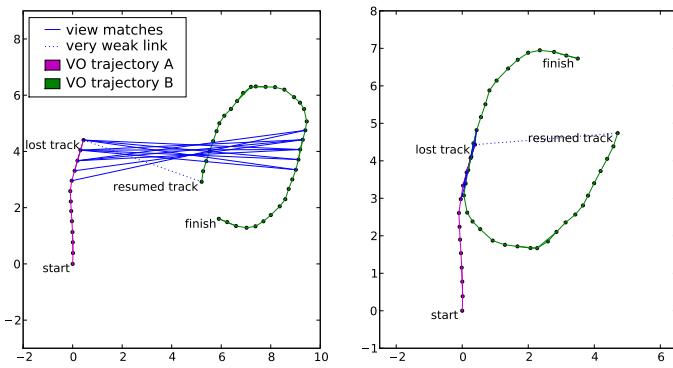 view matches
very weak link
VO trajectory A
VO trajectory B
lost track
resumed track
finish
start
8
6
4
2
0
−2
−2
0
2
4
6
8
10
finish
resumed track
lost track
start
8
7
6
5
4
3
2
1
0
−1
−2
0
2
4
6